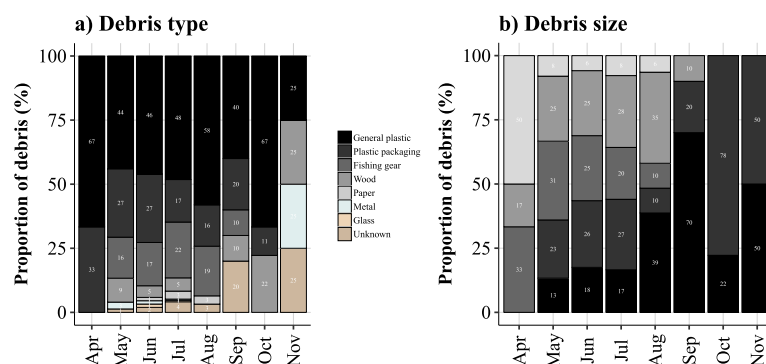 a) Debris type
b) Debris size
Proportion of debris (%)
100
75
50
25
0
67
33
44
27
16
9
46
27
17
5
48
17
22
5
58
16
19
40
20
10
10
20
67
11
22
25
25
25
Apr
May
Jun
Jul
Aug
Sep
Oct
Nov
General plastic
Plastic packaging
Fishing gear
Wood
Paper
Metal
Glass
Unknown
Proportion of debris (%)
100
75
50
25
0
17
33
25
31
23
13
25
25
26
18
28
20
27
17
35
10
10
39
10
20
70
78
22
50
50
Apr
May
Jun
Jul
Aug
Sep
Oct
Nov